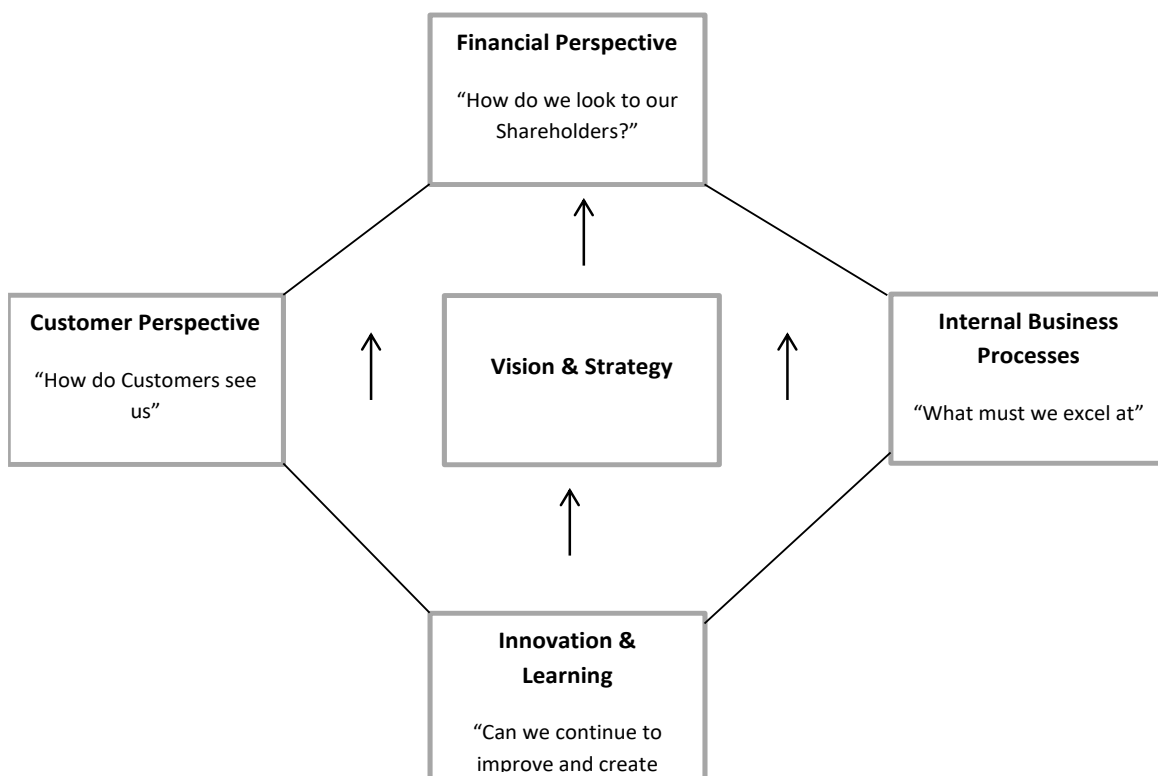 Financial Perspective
“How do we look to our
Shareholders?”
Customer Perspective
“How do Customers see
us”
Vision & Strategy
Internal Business
Processes
“What must we excel at”
Innovation &
Learning
“Can we continue to
improve and create